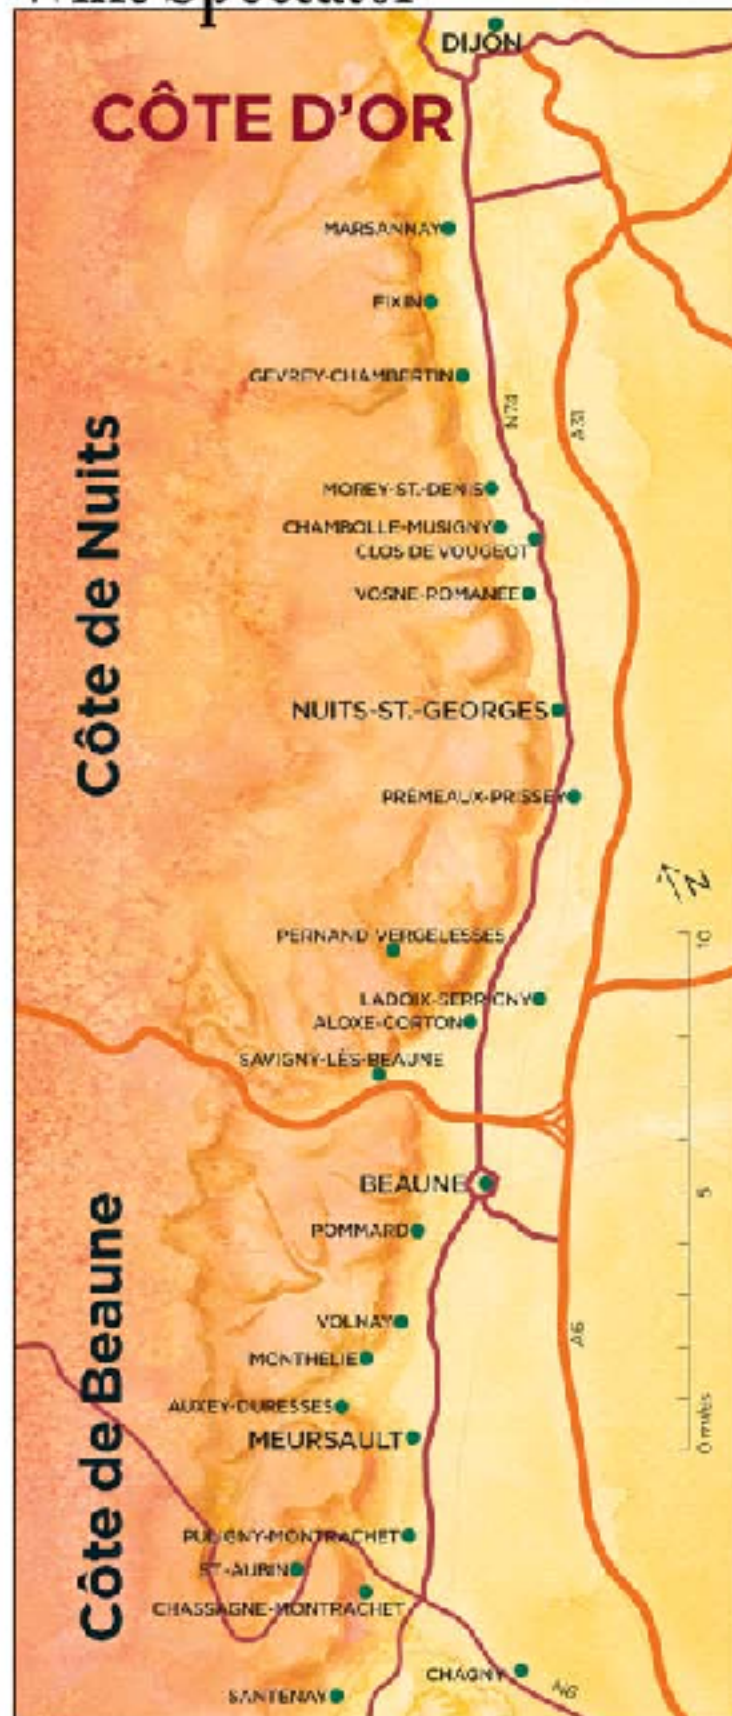 DIJON
CÔTE D'OR
MARSANNAY
FIXIN
GEVREY-CHAMBERTIN
N74
A31
Côte de Nuits
MOREY-ST.-DENIS
CHAMBOLLE-MUSIGNY
CLOS DE VOUGEOT
VOSNE-ROMANÉE
NUITS-ST.-GEORGES
PRÉMEAUX-PRISSEY
N
10
PERNAND VERGELESSES
LADOIX-SERRIGNY
ALOXE-CORTON
SAVIGNY-LÈS-BEAUNE
BEAUNE
5
POMMARD
Côte de Beaune
VOLNAY
A6
MONTHELIE
AUXEY-DURESSES
0 miles
MEURSAULT
PULIGNY-MONTRACHET
ST.-AUBIN
CHASSAGNE-MONTRACHET
CHAGNY
N6
SANTENAY